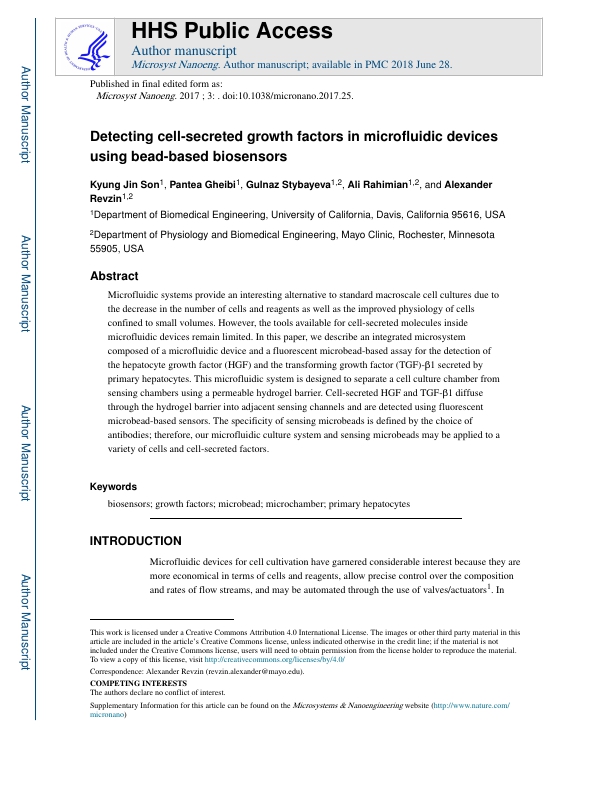 HHS Public Access
Author manuscript
Microsyst Nanoeng. Author manuscript; available in PMC 2018 June 28.
Published in final edited form as:
Microsyst Nanoeng. 2017 ; 3: . doi:10.1038/micronano.2017.25.
Detecting cell-secreted growth factors in microfluidic devices
using bead-based biosensors
Kyung Jin Son1, Pantea Gheibi1, Gulnaz Stybayeva1,2, Ali Rahimian1,2, and Alexander
Revzin1,2
1Department of Biomedical Engineering, University of California, Davis, California 95616, USA
2Department of Physiology and Biomedical Engineering, Mayo Clinic, Rochester, Minnesota
55905, USA
Abstract
Microfluidic systems provide an interesting alternative to standard macroscale cell cultures due to
the decrease in the number of cells and reagents as well as the improved physiology of cells
confined to small volumes. However, the tools available for cell-secreted molecules inside
microfluidic devices remain limited. In this paper, we describe an integrated microsystem
composed of a microfluidic device and a fluorescent microbead-based assay for the detection of
the hepatocyte growth factor (HGF) and the transforming growth factor (TGF)-β1 secreted by
primary hepatocytes. This microfluidic system is designed to separate a cell culture chamber from
sensing chambers using a permeable hydrogel barrier. Cell-secreted HGF and TGF-β1 diffuse
through the hydrogel barrier into adjacent sensing channels and are detected using fluorescent
microbead-based sensors. The specificity of sensing microbeads is defined by the choice of
antibodies; therefore, our microfluidic culture system and sensing microbeads may be applied to a
variety of cells and cell-secreted factors.
Keywords
biosensors; growth factors; microbead; microchamber; primary hepatocytes
INTRODUCTION
Microfluidic devices for cell cultivation have garnered considerable interest because they are
more economical in terms of cells and reagents, allow precise control over the composition
and rates of flow streams, and may be automated through the use of valves/actuators1. In
This work is licensed under a Creative Commons Attribution 4.0 International License. The images or other third party material in this
article are included in the article's Creative Commons license, unless indicated otherwise in the credit line; if the material is not
included under the Creative Commons license, users will need to obtain permission from the license holder to reproduce the material.
To view a copy of this license, visit http://creativecommons.org/licenses/by/4.0/
Correspondence: Alexander Revzin (revzin.alexander@mayo.edu).
COMPETING INTERESTS
The authors declare no conflict of interest.
Supplementary Information for this article can be found on the Microsystems & Nanoengineering website (http://www.nature.com/
micronano)
Author Manuscript
Author Manuscript
Author Manuscript
Author Manuscript